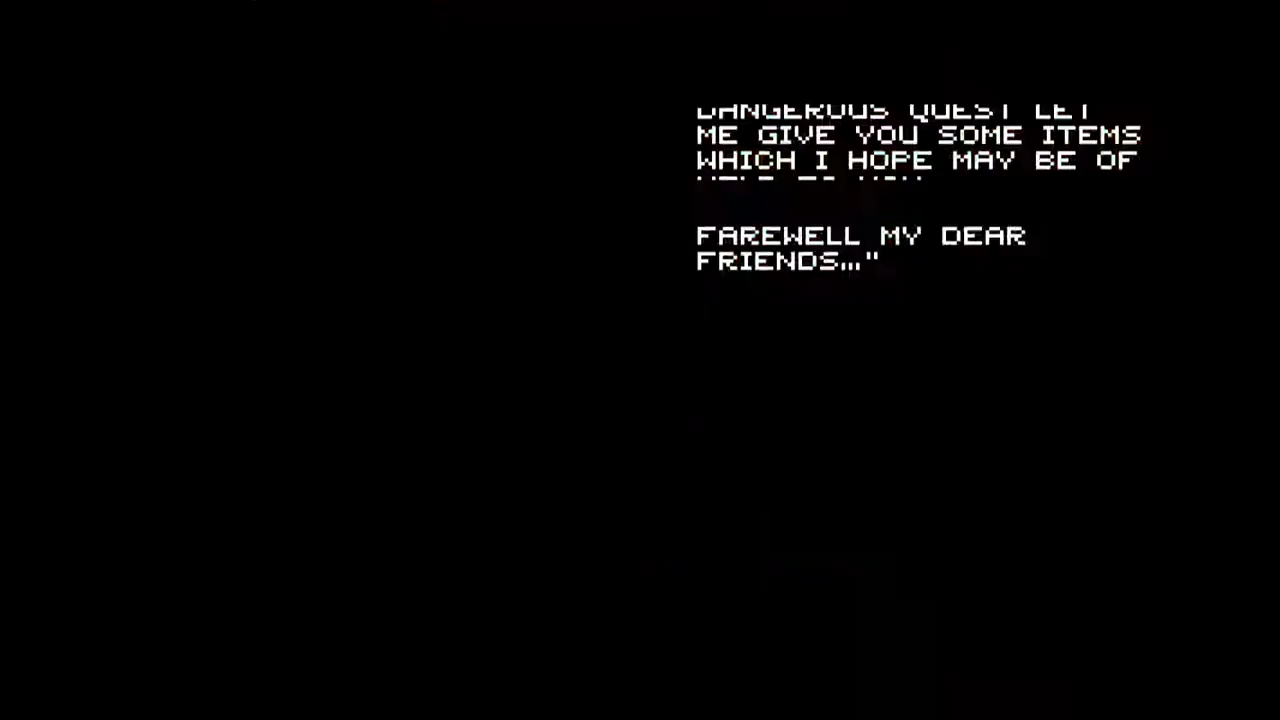 DANGEROUS QUEST LET
ME GIVE YOU SOME ITEMS
WHICH I HOPE MAY BE OF
FAREWELL MY DEAR
FRIENDS..."